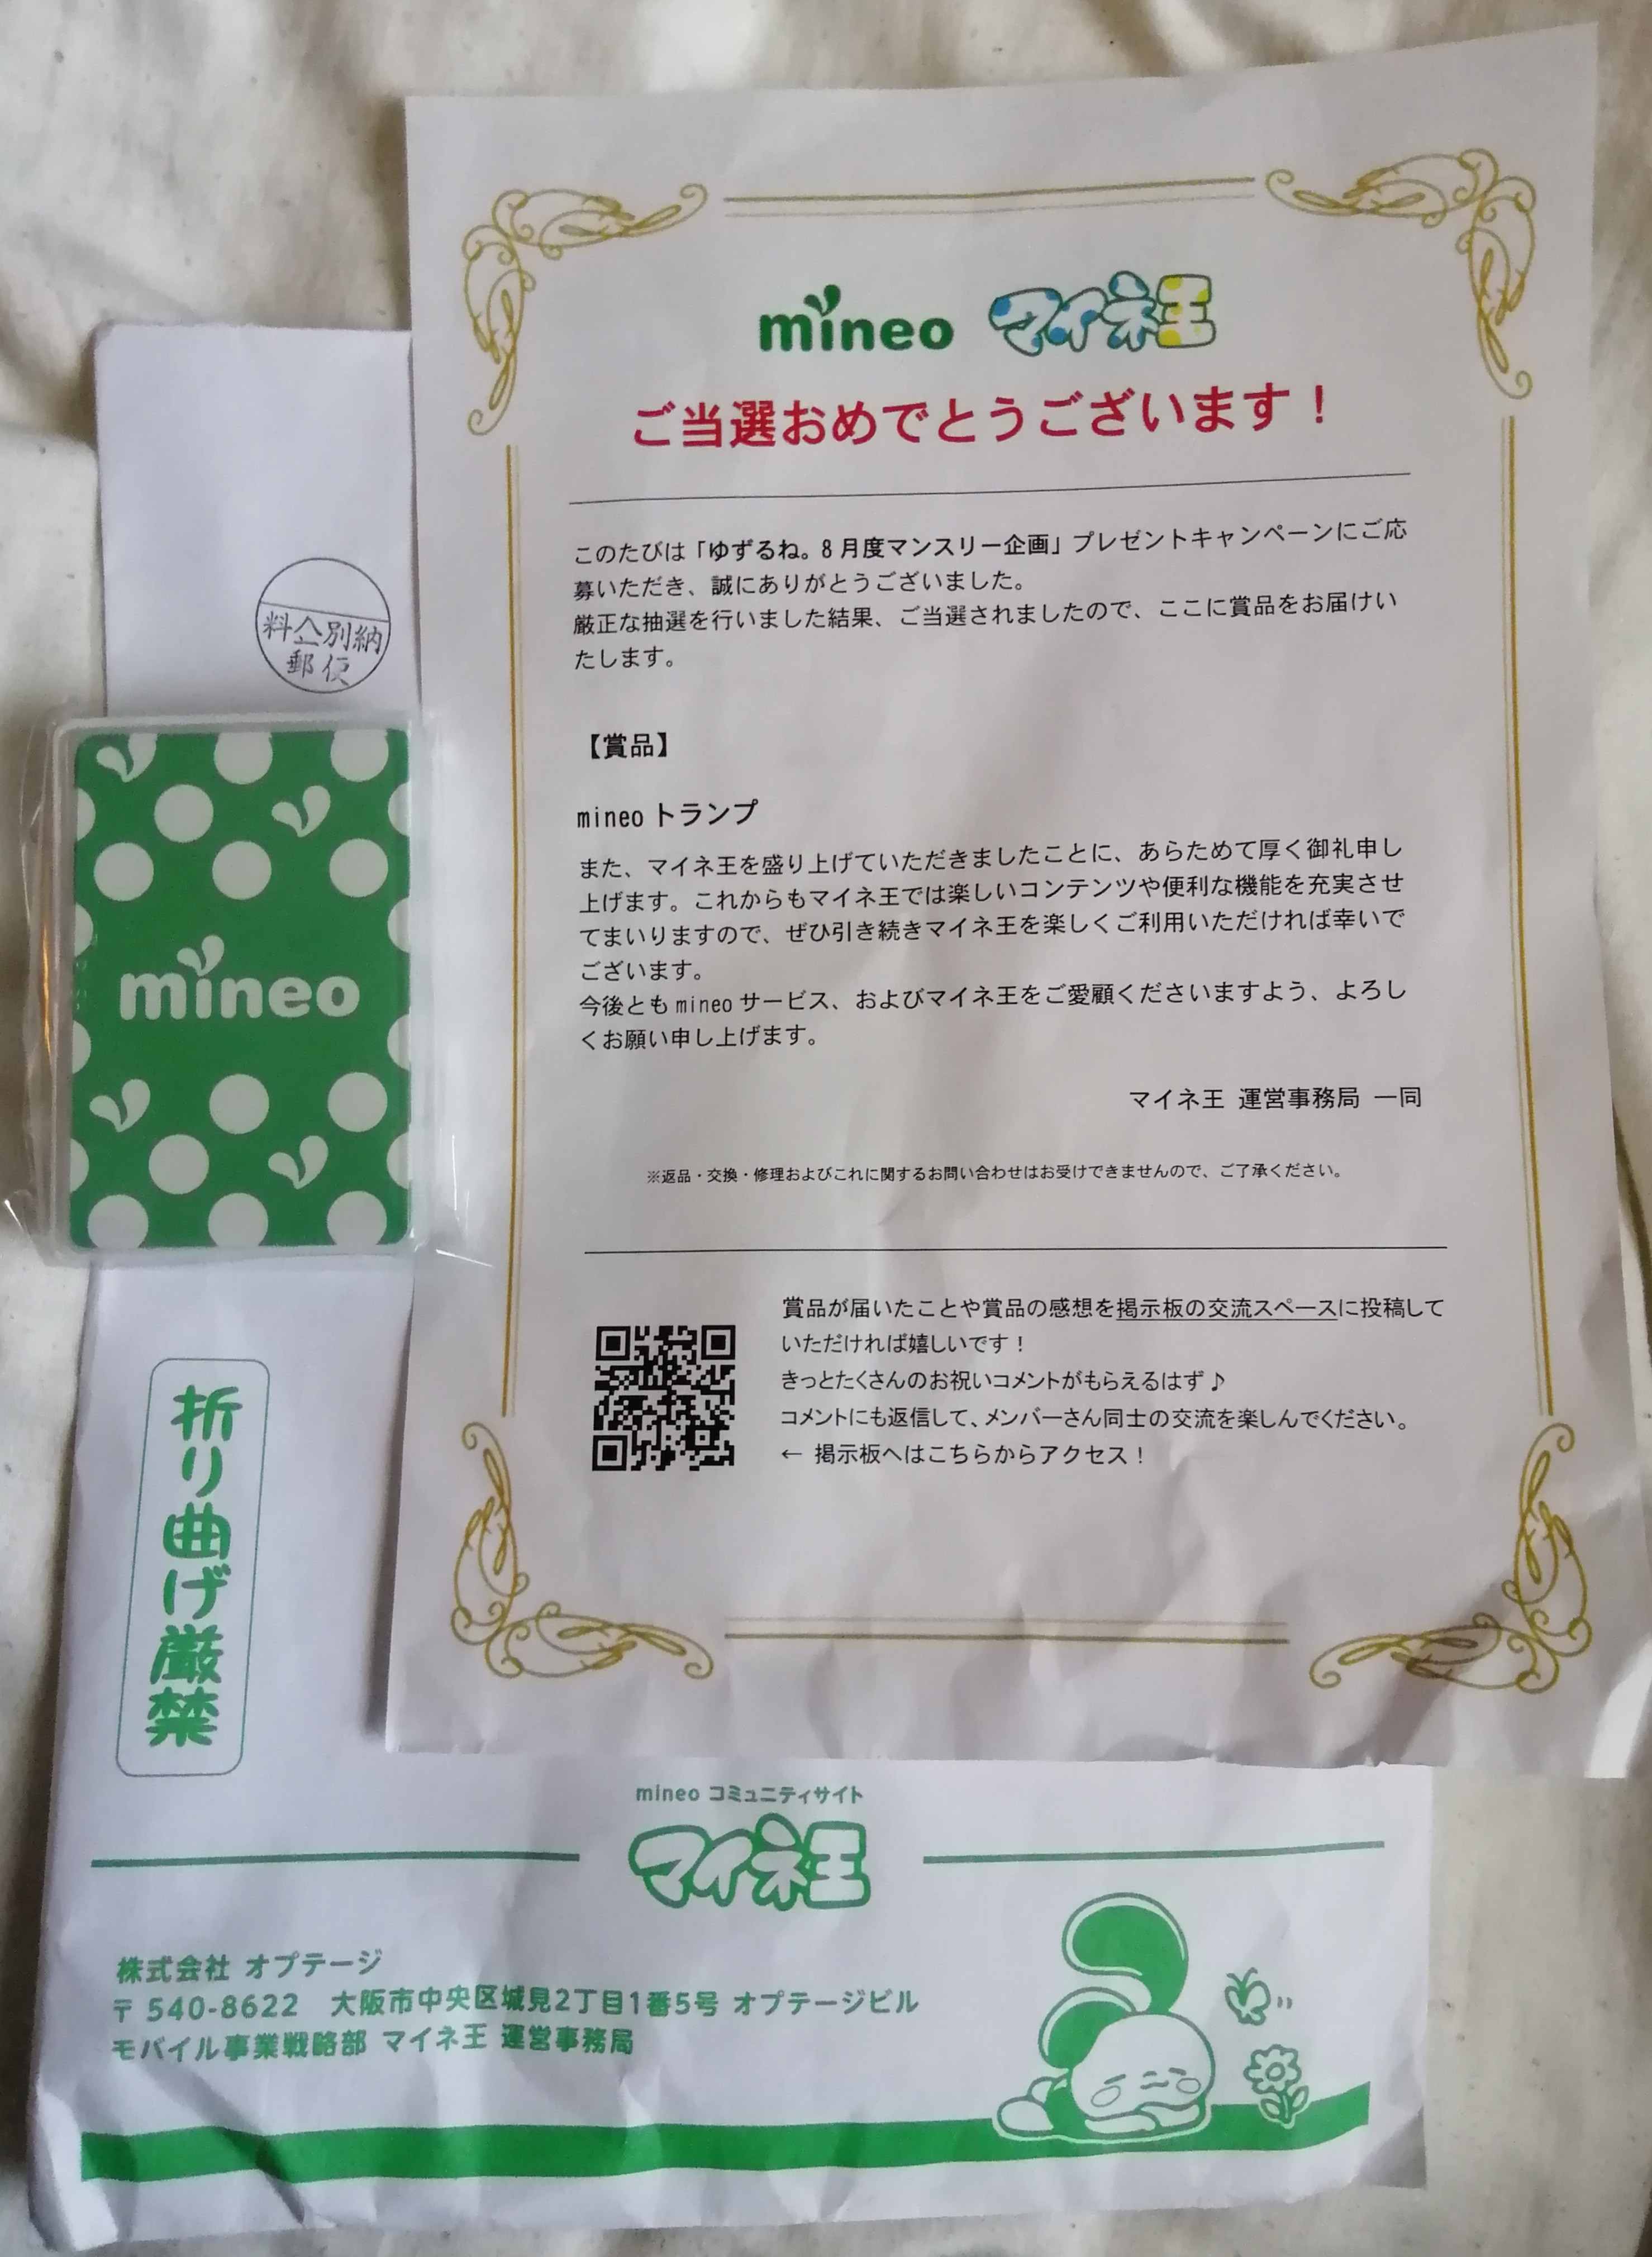 mineo マイネ王
ご当選おめでとうございます！
このたびは「ゆずるね。8月度マンスリー企画」プレゼントキャンペーンにご応
募いただき、誠にありがとうございました。
厳正な抽選を行いました結果、ご当選されましたので、ここに賞品をお届けい
たします。
【賞品】
mineo トランプ
また、マイネ王を盛り上げていただきましたことに、あらためて厚く御礼申し
上げます。これからもマイネ王では楽しいコンテンツや便利な機能を充実させ
てまいりますので、ぜひ引き続きマイネ王を楽しくご利用いただければ幸いで
ございます。
今後とも mineo サービス、およびマイネ王をご愛顧くださいますよう、よろし
くお願い申し上げます。
マイネ王 運営事務局 一同
※返品・交換・修理およびこれに関するお問い合わせはお受けできませんので、ご了承ください。
賞品が届いたことや賞品の感想を掲示板の交流スペースに投稿して
いただければ嬉しいです！
きっとたくさんのお祝いコメントがもらえるはず♪
コメントにも返信して、メンバーさん同士の交流を楽しんでください。
← 掲示板へはこちらからアクセス！
料金別納
郵便
mineo
折り曲げ厳禁
mineo コミュニティサイト
マイネ王
株式会社 オプテージ
〒 540-8622 大阪市中央区城見2丁目1番5号 オプテージビル
モバイル事業戦略部 マイネ王 運営事務局